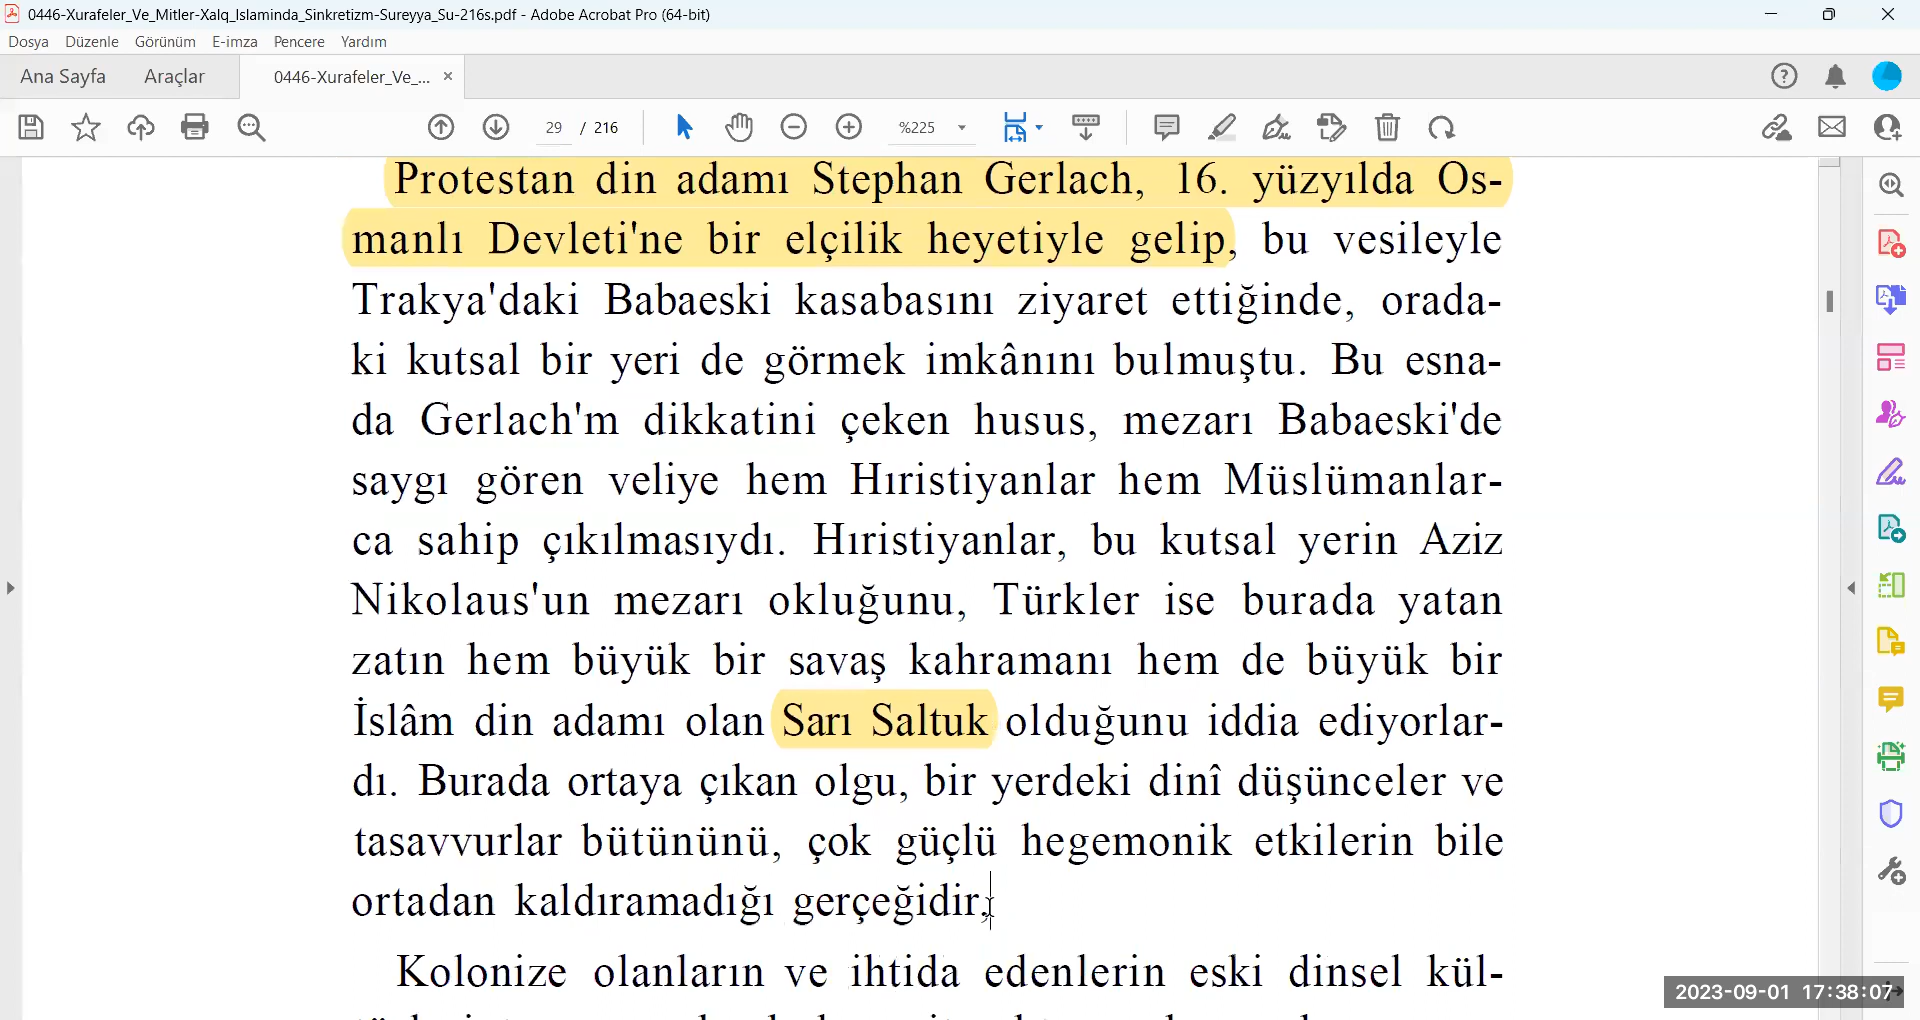 0446-Xurafeler_Ve_Mitler-Xalq_Islaminda_Sinkretizm-Sureyya_Su-216s.pdf - Adobe Acrobat Pro (64-bit)
Dosya Düzenle Görünüm E-imza Pencere Yardım
Ana Sayfa Araçlar 0446-Xurafeler_Ve_... ×
29 / 216 %225
Protestan din adamı Stephan Gerlach, 16. yüzyılda Os-
manlı Devleti'ne bir elçilik heyetiyle gelip, bu vesileyle
Trakya'daki Babaeski kasabasını ziyaret ettiğinde, orada-
ki kutsal bir yeri de görmek imkânını bulmuştu. Bu esna-
da Gerlach'm dikkatini çeken husus, mezarı Babaeski'de
saygı gören veliye hem Hıristiyanlar hem Müslümanlar-
ca sahip çıkılmasıydı. Hıristiyanlar, bu kutsal yerin Aziz
Nikolaus'un mezarı okluğunu, Türkler ise burada yatan
zatın hem büyük bir savaş kahramanı hem de büyük bir
İslâm din adamı olan Sarı Saltuk olduğunu iddia ediyorlar-
dı. Burada ortaya çıkan olgu, bir yerdeki dinî düşünceler ve
tasavvurlar bütününü, çok güçlü hegemonik etkilerin bile
ortadan kaldıramadığı gerçeğidir.
Kolonize olanların ve ihtida edenlerin eski dinsel kül-
2023-09-01 17:38:07